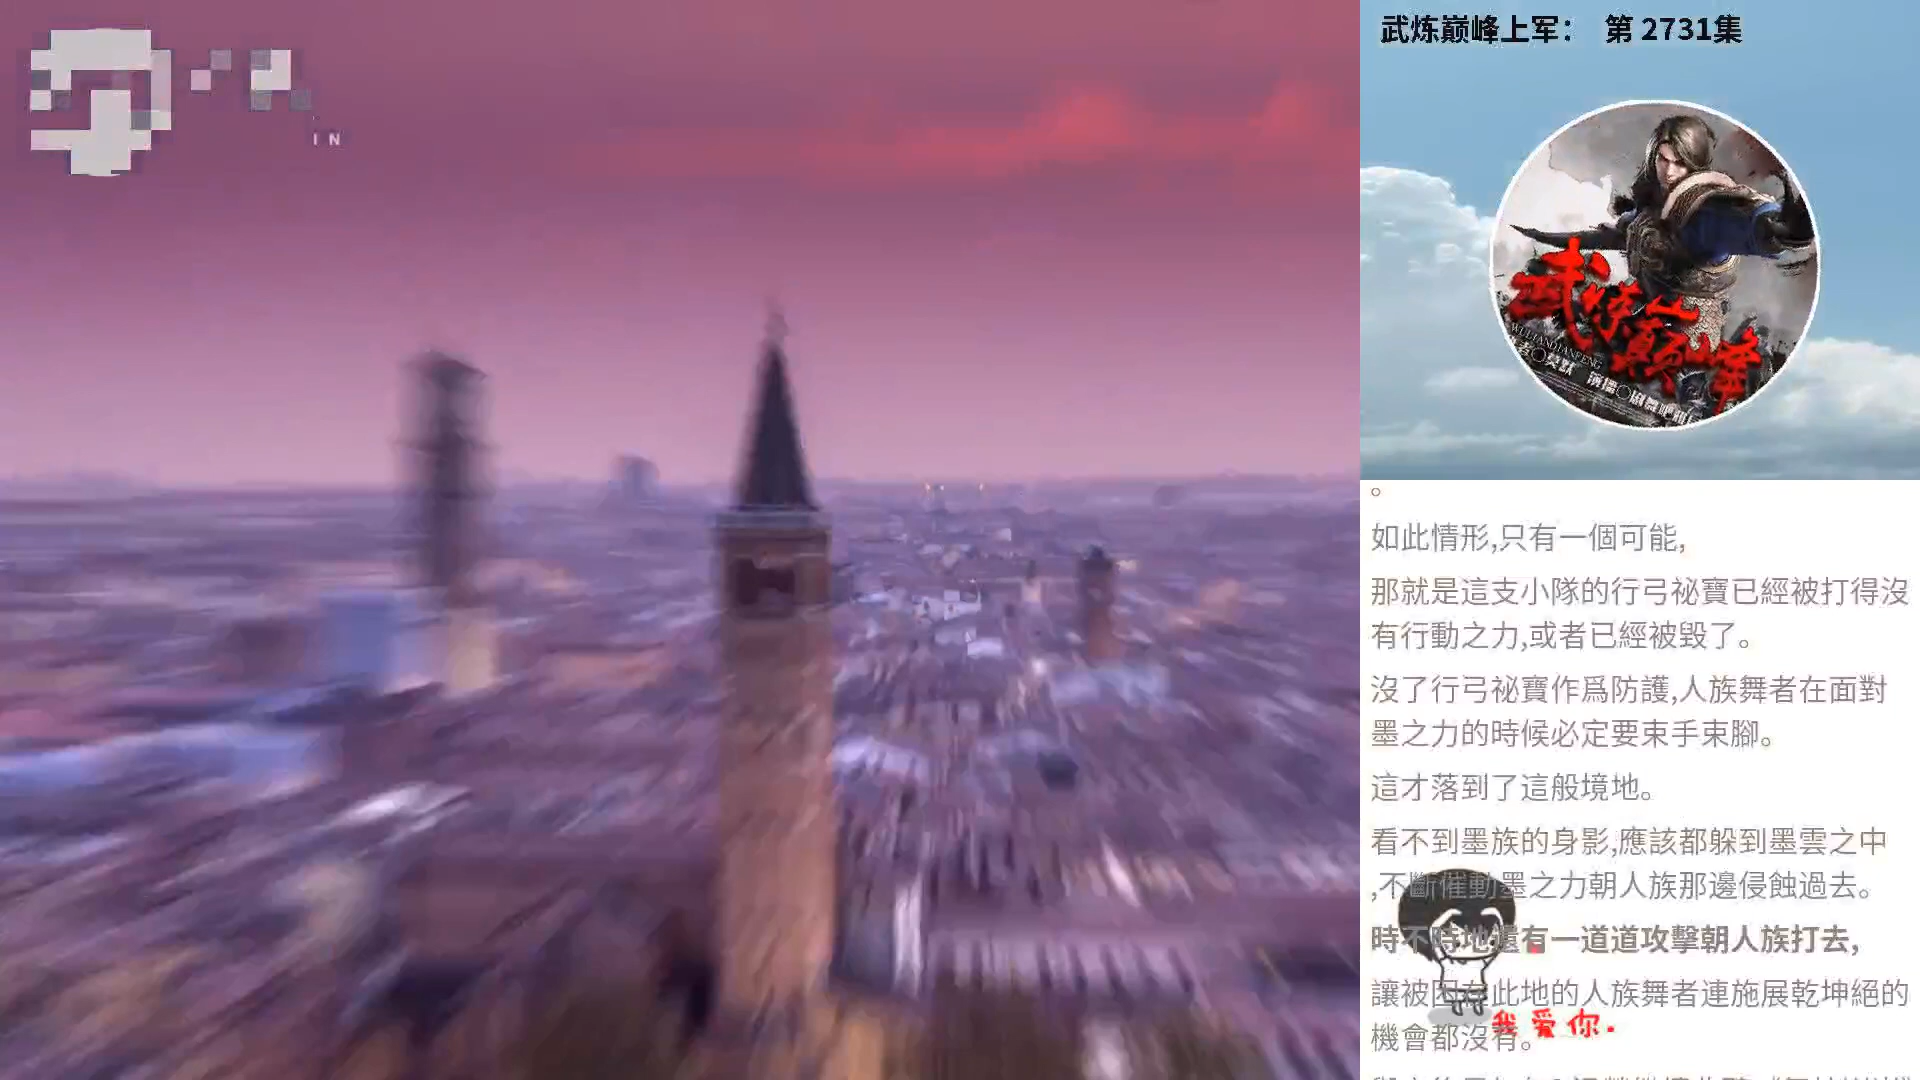 IN
武炼巅峰上军： 第 2731集
武炼巅峰
WULIANDIANFENG
。
如此情形,只有一個可能,
那就是這支小隊的行弓祕寶已經被打得沒
有行動之力,或者已經被毀了。
沒了行弓祕寶作爲防護,人族舞者在面對
墨之力的時候必定要束手束腳。
這才落到了這般境地。
看不到墨族的身影,應該都躲到墨雲之中
,不斷催動墨之力朝人族那邊侵蝕過去。
時不時地還有一道道攻擊朝人族打去,
讓被困在此地的人族舞者連施展乾坤絕的
機會都沒有。
我爱你.